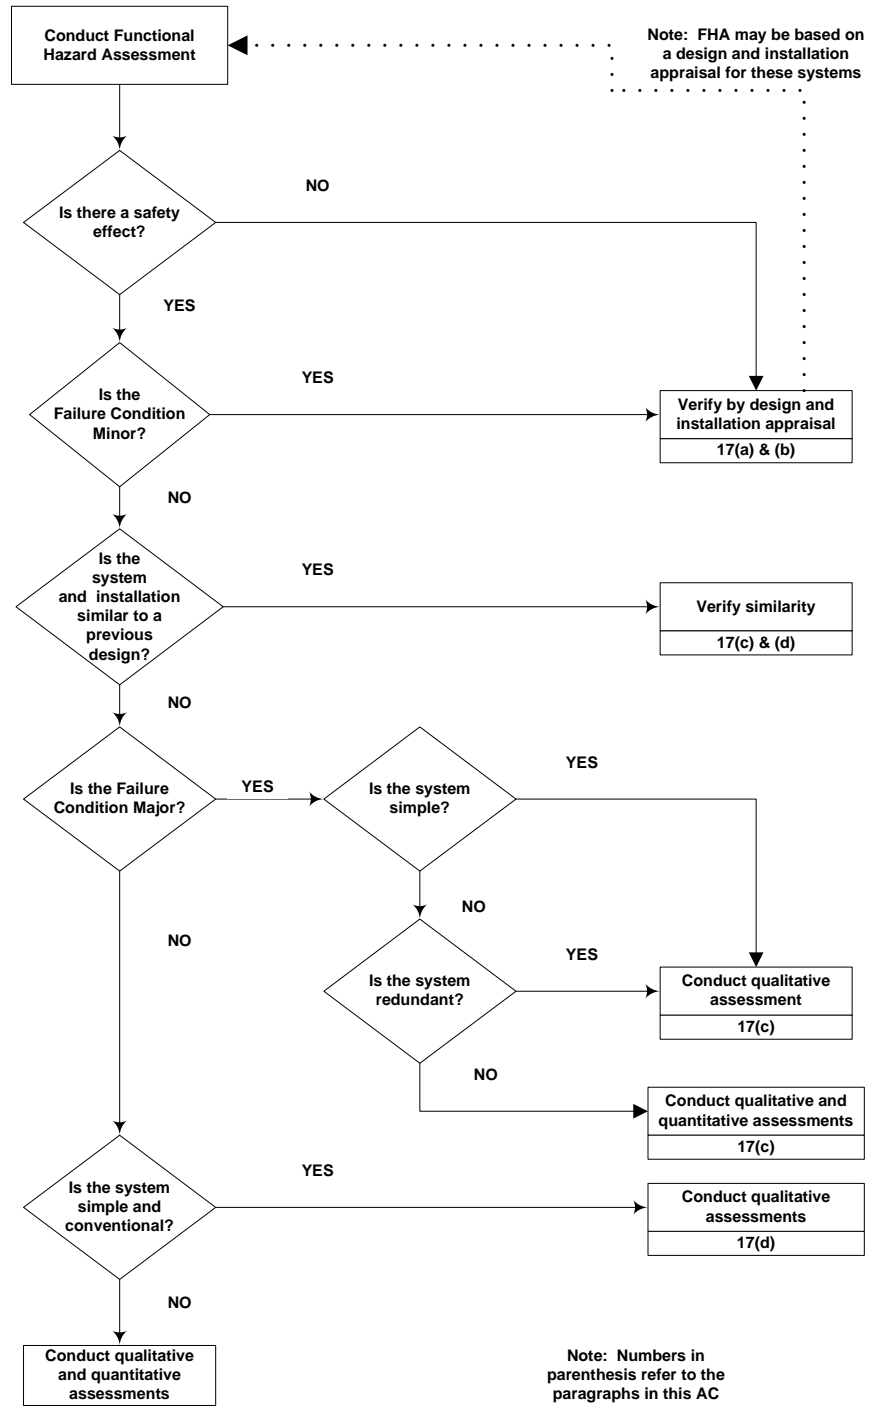 Conduct Functional
Hazard Assessment
Note: FHA may be based on
a design and installation
appraisal for these systems
NO
Is there a safety
effect?
YES
YES
Is the
Failure Condition
Minor?
Verify by design and
installation appraisal
17(a) & (b)
NO
Is the
system
and installation
similar to a
previous
design?
YES
Verify similarity
17(c) & (d)
NO
Is the Failure
Condition Major?
YES
Is the system
simple?
YES
NO
NO
Is the system
redundant?
YES
Conduct qualitative
assessment
17(c)
NO
Conduct qualitative and
quantitative assessments
17(c)
Is the system
simple and
conventional?
YES
Conduct qualitative
assessments
17(d)
NO
Conduct qualitative
and quantitative
assessments
Note: Numbers in
parenthesis refer to the
paragraphs in this AC